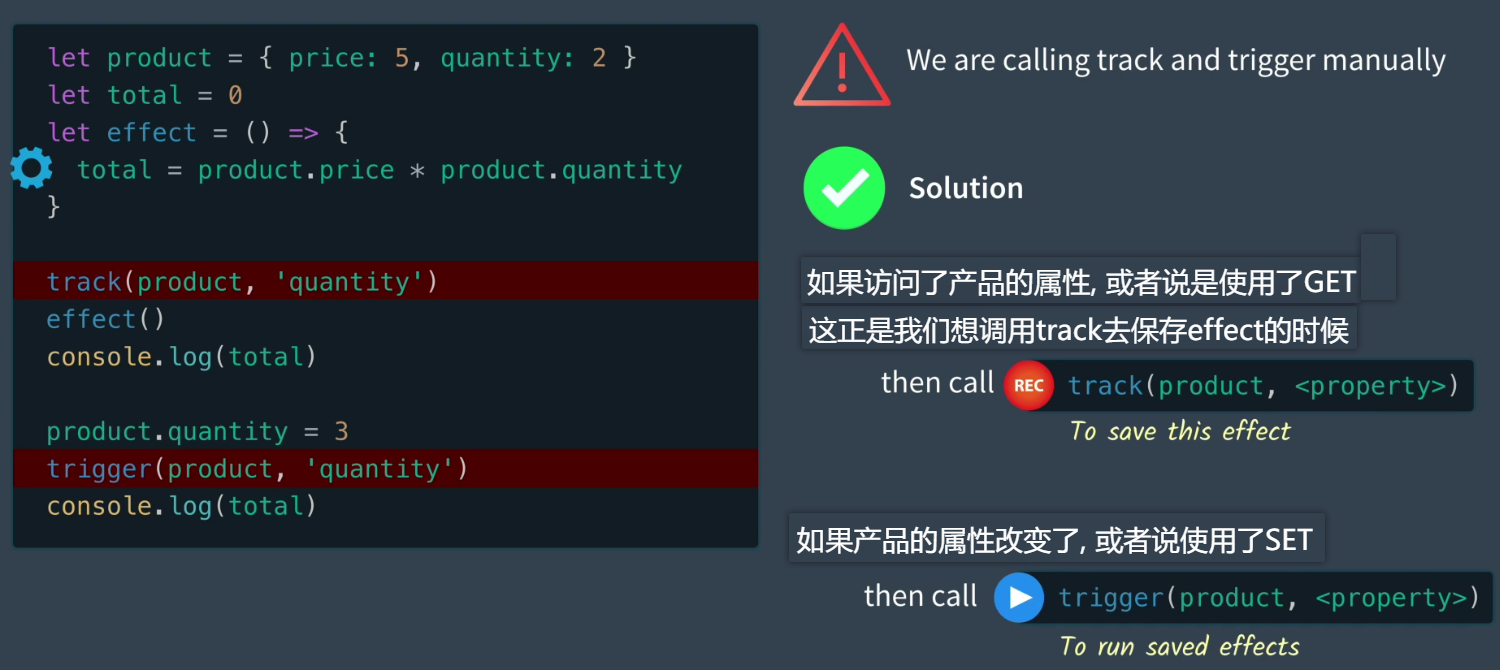 let product = { price: 5, quantity: 2 }
let total = 0
let effect = () => {
total = product.price * product.quantity
}
track(product, 'quantity')
effect()
console.log(total)
product.quantity = 3
trigger(product, 'quantity')
console.log(total)
We are calling track and trigger manually
Solution
如果访问了产品的属性, 或者说是使用了GET
这正是我们想调用track去保存effect的时候
then call REC track(product, <property>)
To save this effect
如果产品的属性改变了, 或者说使用了SET
then call trigger(product, <property>)
To run saved effects